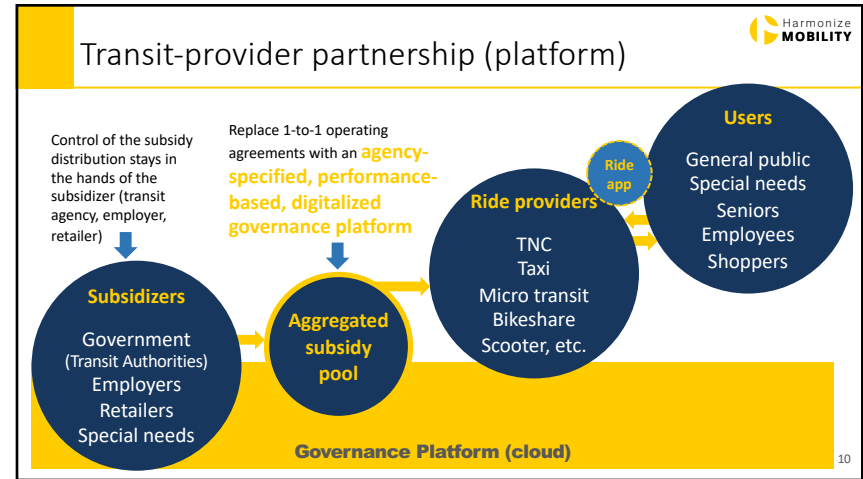 Harmonize
MOBILITY
Transit-provider partnership (platform)
Control of the subsidy
distribution stays in
the hands of the
subsidizer (transit
agency, employer,
retailer)
Replace 1-to-1 operating
agreements with an agency-
specified, performance-
based, digitalized
governance platform
Subsidizers
Government
(Transit Authorities)
Employers
Retailers
Special needs
Aggregated
subsidy
pool
Ride providers
TNC
Taxi
Micro transit
Bikeshare
Scooter, etc.
Ride
app
Users
General public
Special needs
Seniors
Employees
Shoppers
Governance Platform (cloud)
10